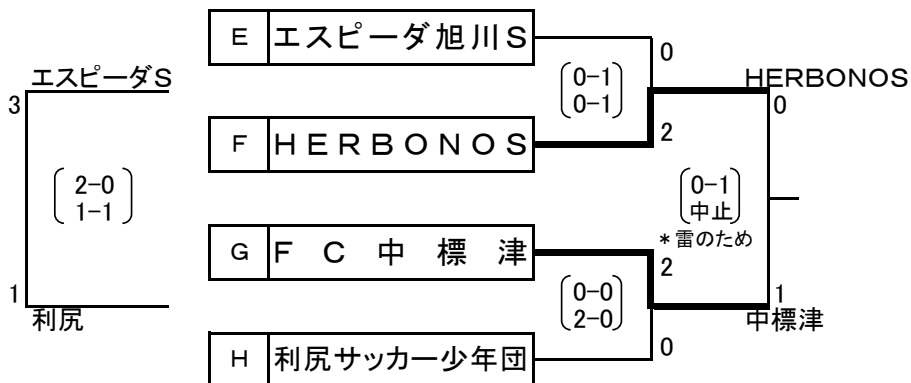 エスピーダS
3
2-0
1-1
1
利尻
E エスピーダ旭川S
0
0-1
0-1
F HERBONOS
2
G FC中標津
2
0-0
2-0
H 利尻サッカー少年団
0
HERBONOS
0
0-1
中止
*雷のため
1
中標津